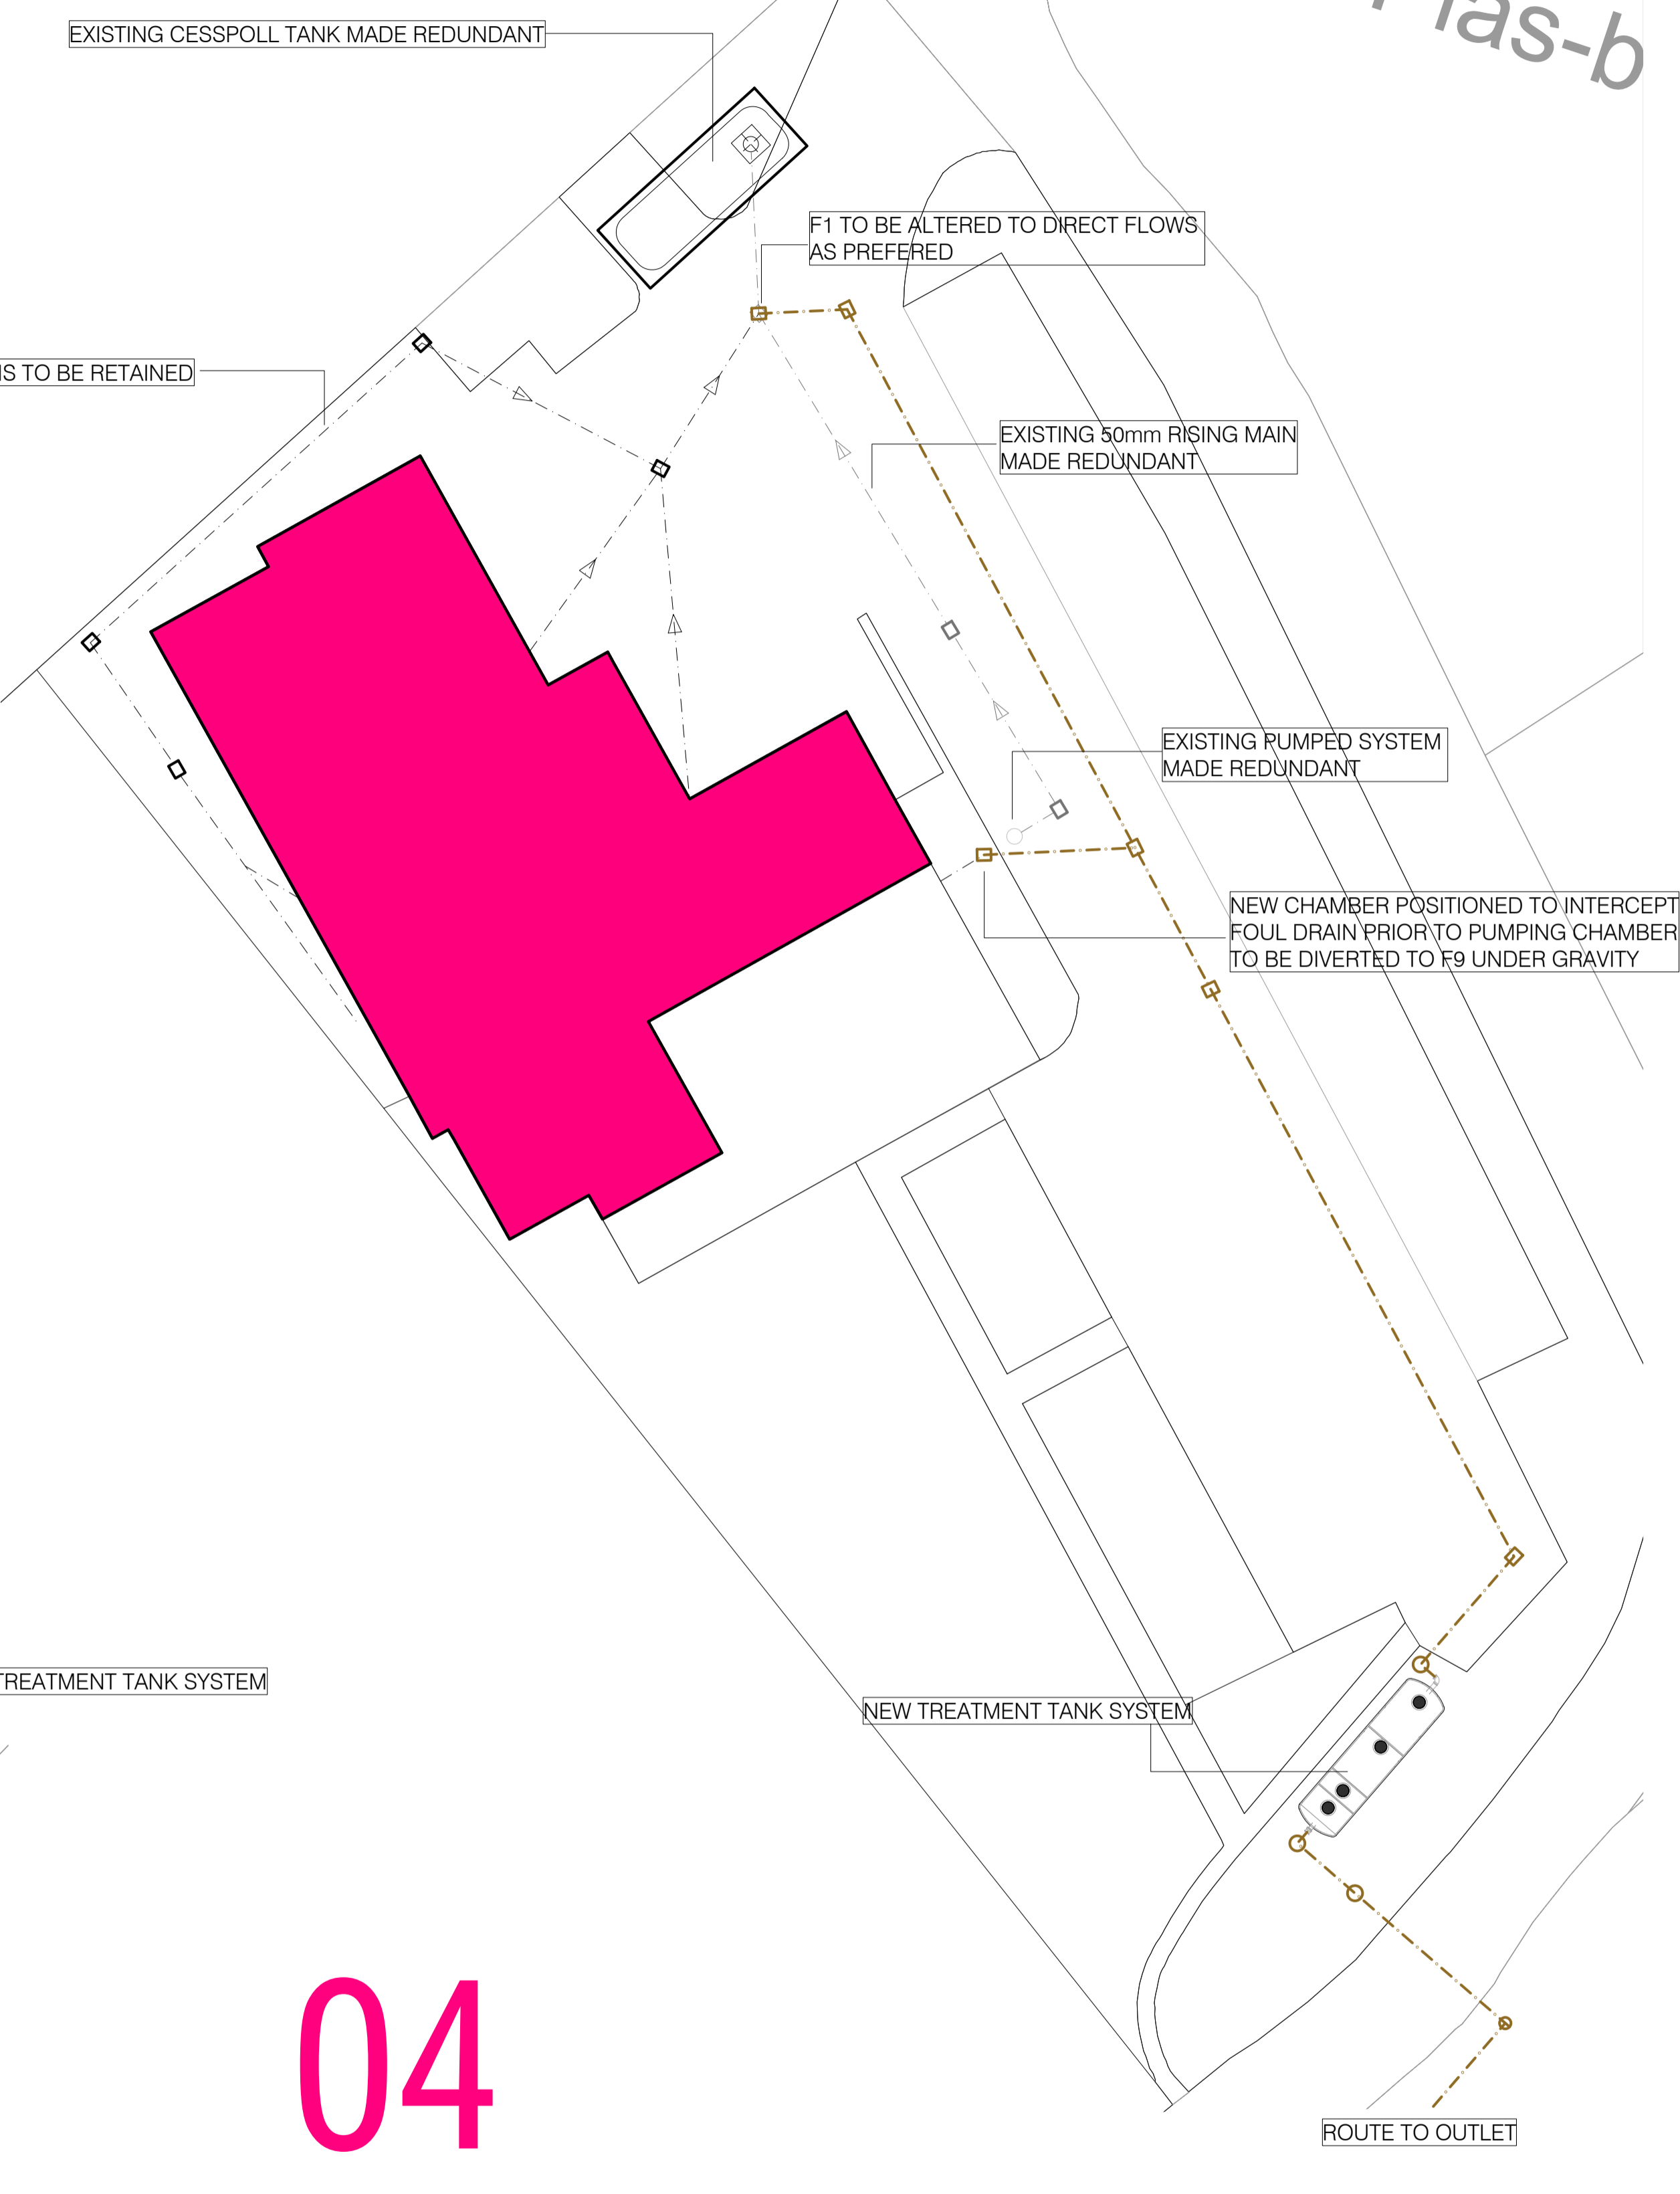 EXISTING CESSPOLL TANK MADE REDUNDANT
F1 TO BE ALTERED TO DIRECT FLOWS
AS PREFERED
TO BE RETAINED
EXISTING 50mm RISING MAIN
MADE REDUNDANT
EXISTING PUMPED SYSTEM
MADE REDUNDANT
NEW CHAMBER POSITIONED TO INTERCEPT
FOUL DRAIN PRIOR TO PUMPING CHAMBER
TO BE DIVERTED TO F9 UNDER GRAVITY
TREATMENT TANK SYSTEM
NEW TREATMENT TANK SYSTEM
04
ROUTE TO OUTLET